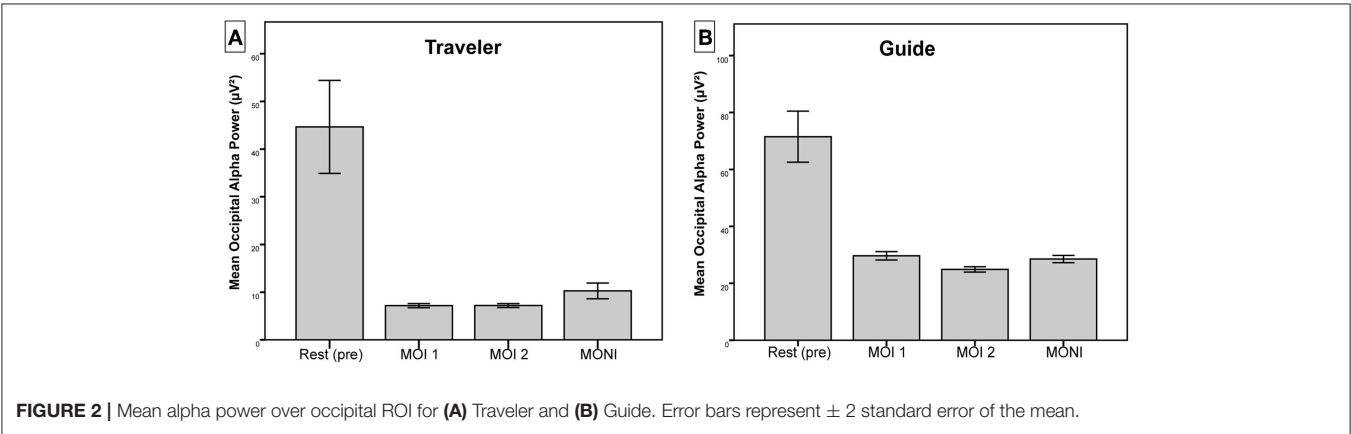 A
Traveler
Mean Occipital Alpha Power (µV²)
60
50
40
30
20
10
0
Rest (pre) MOI 1 MOI 2 MONI
B
Guide
Mean Occipital Alpha Power (µV²)
100
80
60
40
20
0
Rest (pre) MOI 1 MOI 2 MONI
FIGURE 2 | Mean alpha power over occipital ROI for (A) Traveler and (B) Guide. Error bars represent ± 2 standard error of the mean.